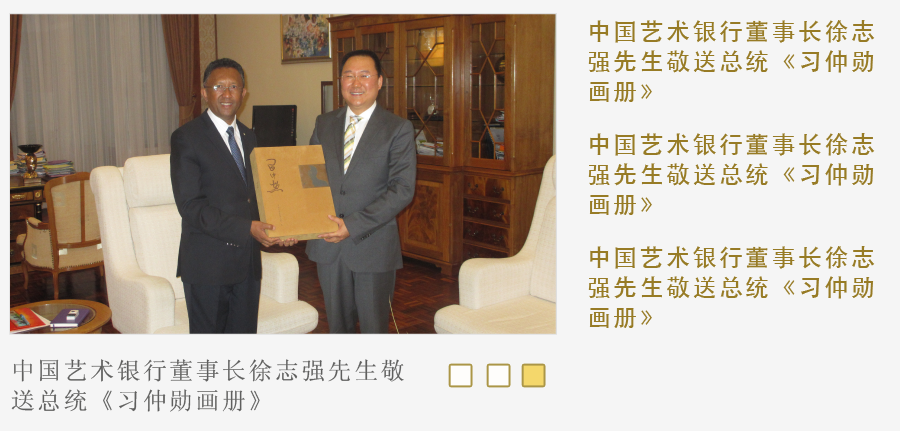 中国艺术银行董事长徐志
强先生敬送总统《习仲勋
画册》
中国艺术银行董事长徐志
强先生敬送总统《习仲勋
画册》
中国艺术银行董事长徐志
强先生敬送总统《习仲勋
画册》
中国艺术银行董事长徐志强先生敬
送总统《习仲勋画册》